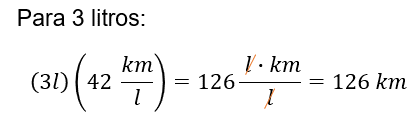 Para 3 litros:
(3l) (42 km/l) = 126 l · km/l = 126 km